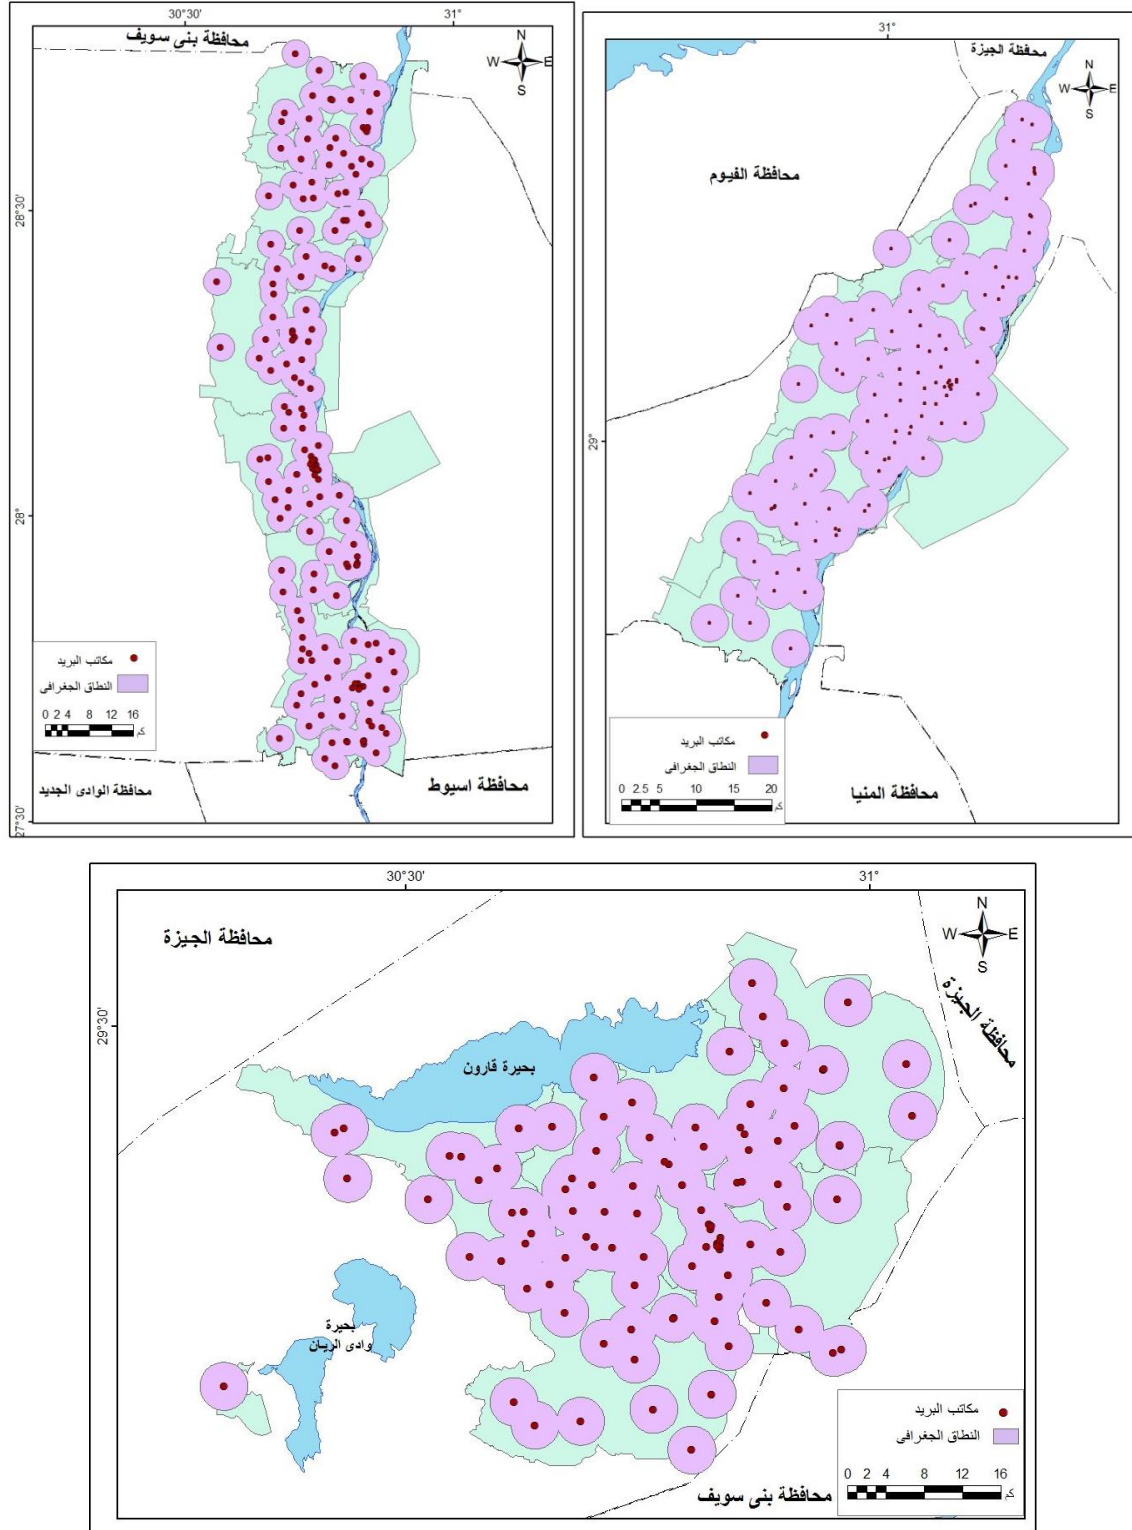 30°30'
31°
محافظة بنى سويف
N
W
E
S
28°30'
28°
27°30'
مكاتب البريد
النطاق الجغرافى
0 2 4 8 12 16
كم
محافظة الوادى الجديد
محافظة اسيوط
31°
محافظة الجيزة
N
W
E
S
محافظة الفيوم
29°
مكاتب البريد
النطاق الجغرافى
0 2.5 5 10 15 20
كم
محافظة المنيا
30°30'
31°
محافظة الجيزة
N
W
E
S
محافظة الجيزة
29°30'
بحيرة قارون
بحيرة
وادى الريان
مكاتب البريد
النطاق الجغرافى
0 2 4 8 12 16
كم
محافظة بنى سويف